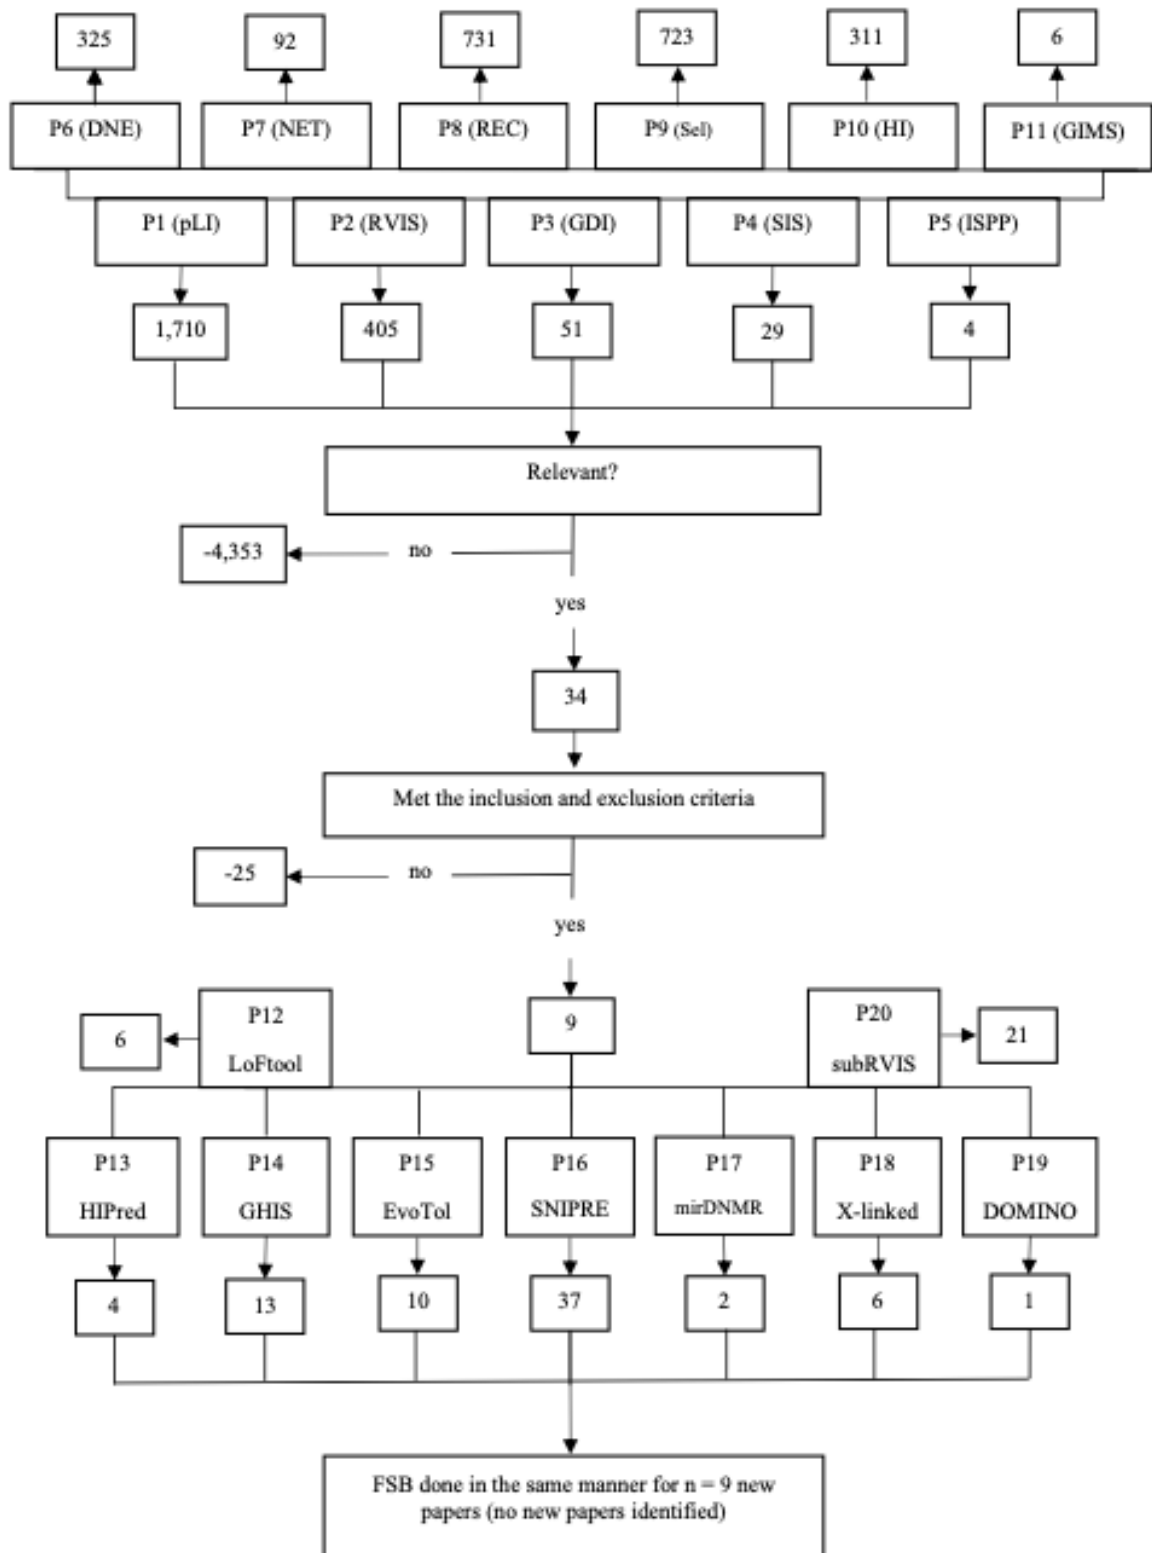 325
92
731
723
311
6
P6 (DNE)
P7 (NET)
P8 (REC)
P9 (Sel)
P10 (HI)
P11 (GIMS)
P1 (pLI)
P2 (RVIS)
P3 (GDI)
P4 (SIS)
P5 (ISPP)
1,710
405
51
29
4
Relevant?
-4,353
no
yes
34
Met the inclusion and exclusion criteria
-25
no
yes
6
P12
LoFtool
9
P20
subRVIS
21
P13
HIPred
P14
GHIS
P15
EvoTol
P16
SNIPRE
P17
mirDNMR
P18
X-linked
P19
DOMINO
4
13
10
37
2
6
1
FSB done in the same manner for n = 9 new
papers (no new papers identified)